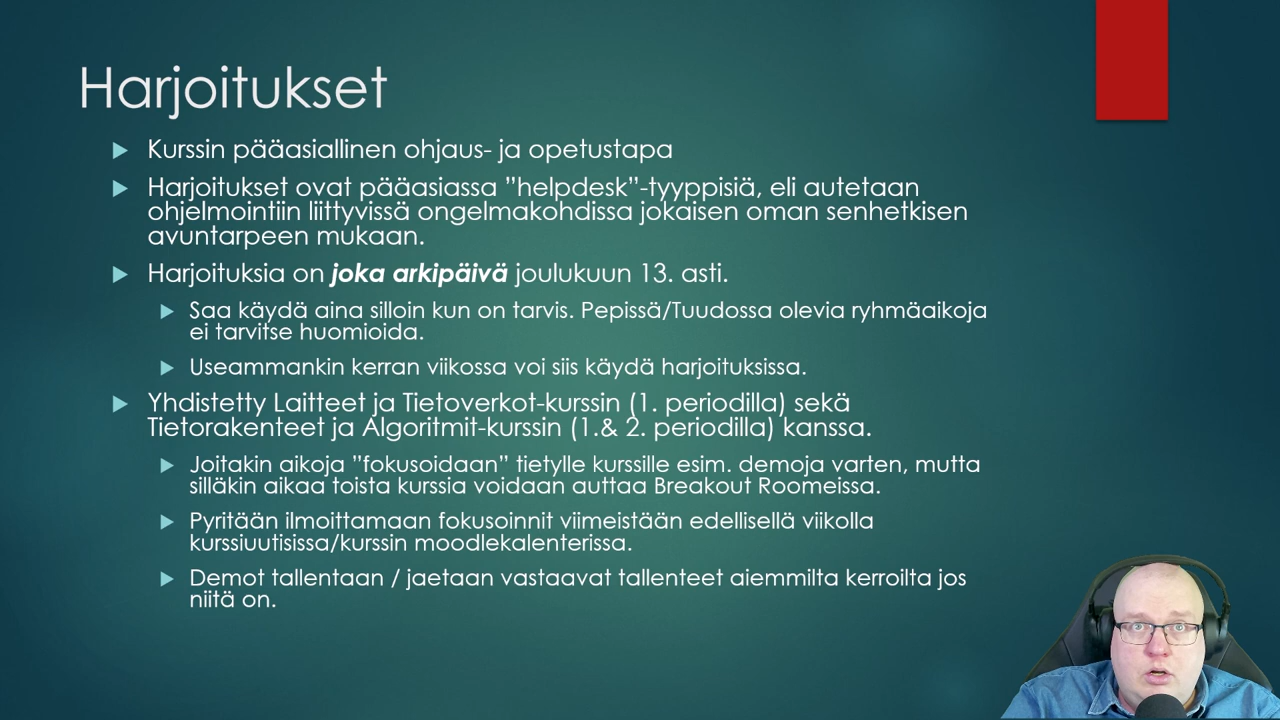 Harjoitukset
Kurssin pääasiallinen ohjaus- ja opetustapa
Harjoitukset ovat pääasiassa ”helpdesk”-tyyppisiä, eli autetaan
ohjelmointiin liittyvissä ongelmakohdissa jokaisen oman senhetkisen
avuntarpeen mukaan.
Harjoituksia on joka arkipäivä joulukuun 13. asti.
Saa käydä aina silloin kun on tarvis. Pepissä/Tuudossa olevia ryhmäaikoja
ei tarvitse huomioida.
Useammankin kerran viikossa voi siis käydä harjoituksissa.
Yhdistetty Laitteet ja Tietoverkot-kurssin (1. periodilla) sekä
Tietorakenteet ja Algoritmit-kurssin (1.& 2. periodilla) kanssa.
Joitakin aikoja ”fokusoidaan” tietylle kurssille esim. demoja varten, mutta
silläkin aikaa toista kurssia voidaan auttaa Breakout Roomeissa.
Pyritään ilmoittamaan fokusoinnit viimeistään edellisellä viikolla
kurssiuutisissa/kurssin moodlekalenterissa.
Demot tallentaan / jaetaan vastaavat tallenteet aiemmilta kerroilta jos
niitä on.